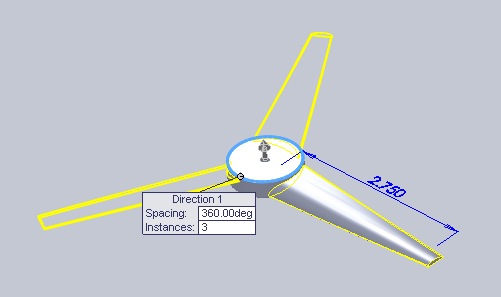 2.750
Direction 1
Spacing: 360.00deg
Instances: 3